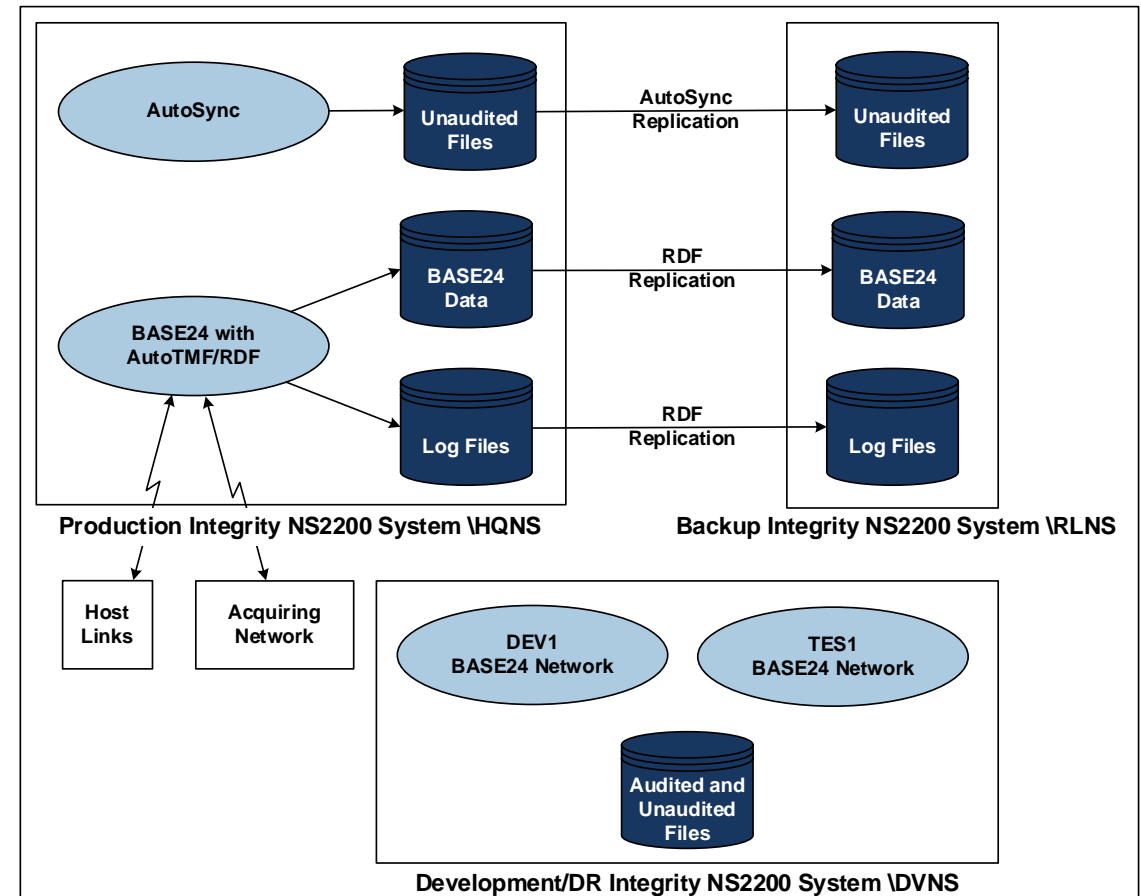 AutoSync
Unaudited
Files
AutoSync
Replication
Unaudited
Files
BASE24 with
AutoTMF/RDF
BASE24
Data
RDF
Replication
BASE24
Data
Log Files
RDF
Replication
Log Files
Production Integrity NS2200 System \HQNS
Backup Integrity NS2200 System \RLNS
Host
Links
Acquiring
Network
DEV1
BASE24 Network
TES1
BASE24 Network
Audited and
Unaudited
Files
Development/DR Integrity NS2200 System \DVNS